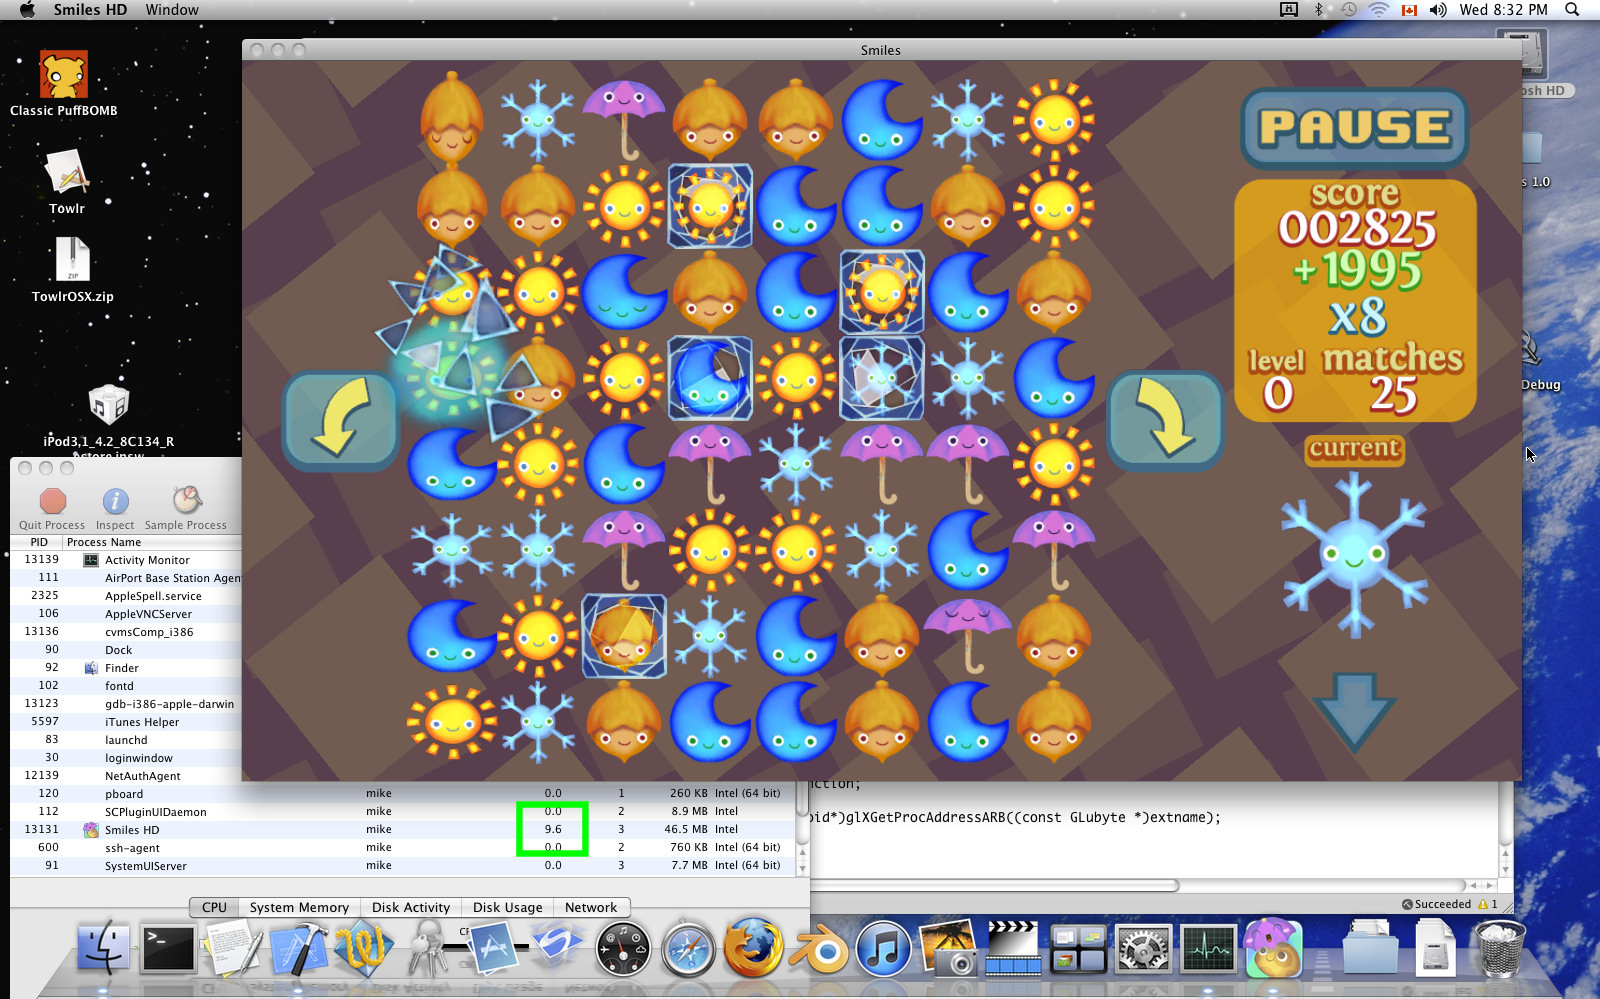 Smiles HD Window
Wed 8:32 PM
Smiles
Classic PuffBOMB
Towlr
ZIP
TowlrOSX.zip
iPod3,1_4.2_8C134_R
osh HD
s 1.0
Debug
PAUSE
score
002825
+1995
x8
level matches
0 25
current
Quit Process Inspect Sample Process
PID Process Name
13139 Activity Monitor
111 AirPort Base Station Agen
2325 AppleSpell.service
106 AppleVNCServer
13136 cvmsComp_i386
90 Dock
92 Finder
102 fontd
13123 gdb-i386-apple-darwin
5597 iTunes Helper
83 launchd
30 loginwindow
12139 NetAuthAgent
120 pboard mike 0.0 1 260 KB Intel (64 bit)
112 SCPluginUIDaemon mike 0.0 2 8.9 MB Intel
13131 Smiles HD mike 9.6 3 46.5 MB Intel
600 ssh-agent mike 0.0 2 760 KB Intel (64 bit)
91 SystemUIServer mike 0.0 3 7.7 MB Intel (64 bit)
nction;
oid*)glXGetProcAddressARB((const GLubyte *)extname);
CPU System Memory Disk Activity Disk Usage Network
Succeeded 1